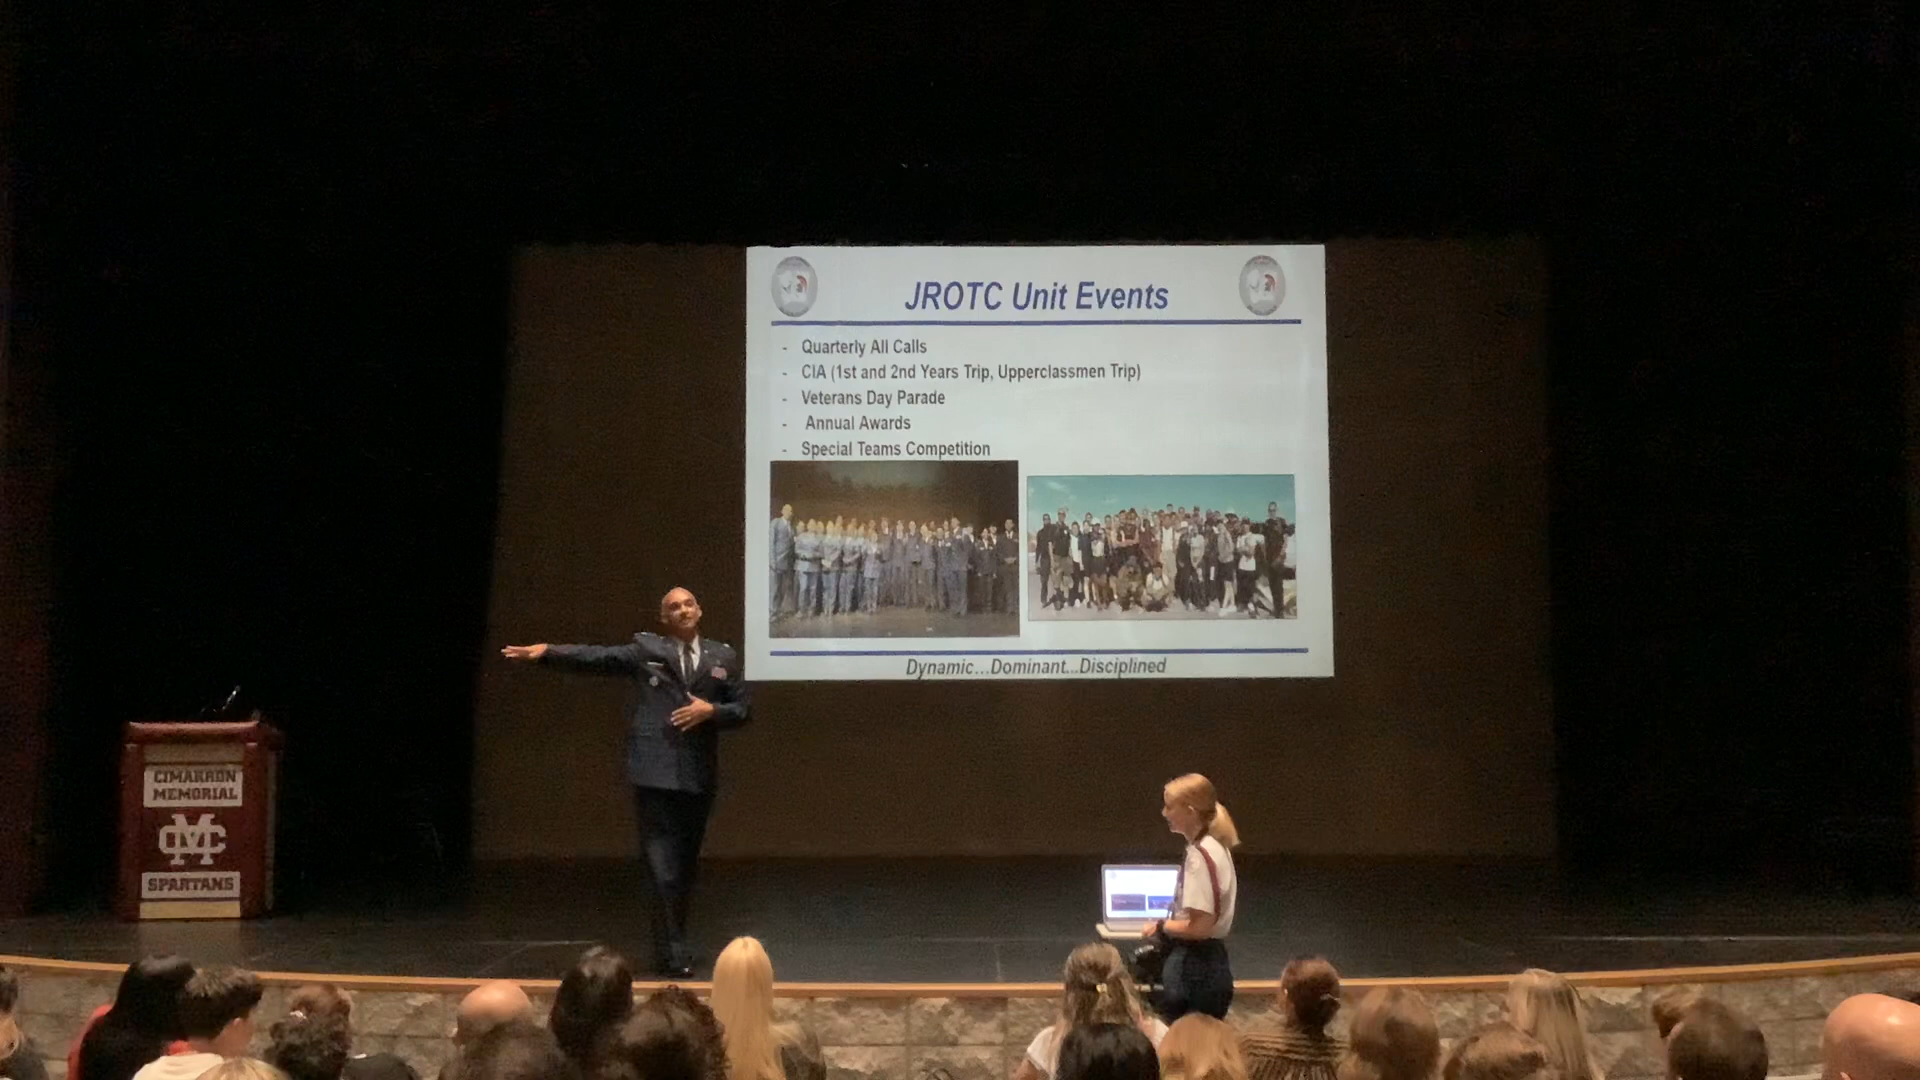 JROTC Unit Events
- Quarterly All Calls
- CIA (1st and 2nd Years Trip, Upperclassmen Trip)
- Veterans Day Parade
- Annual Awards
- Special Teams Competition
Dynamic...Dominant...Disciplined
CIMARRON
MEMORIAL
CMC
SPARTANS